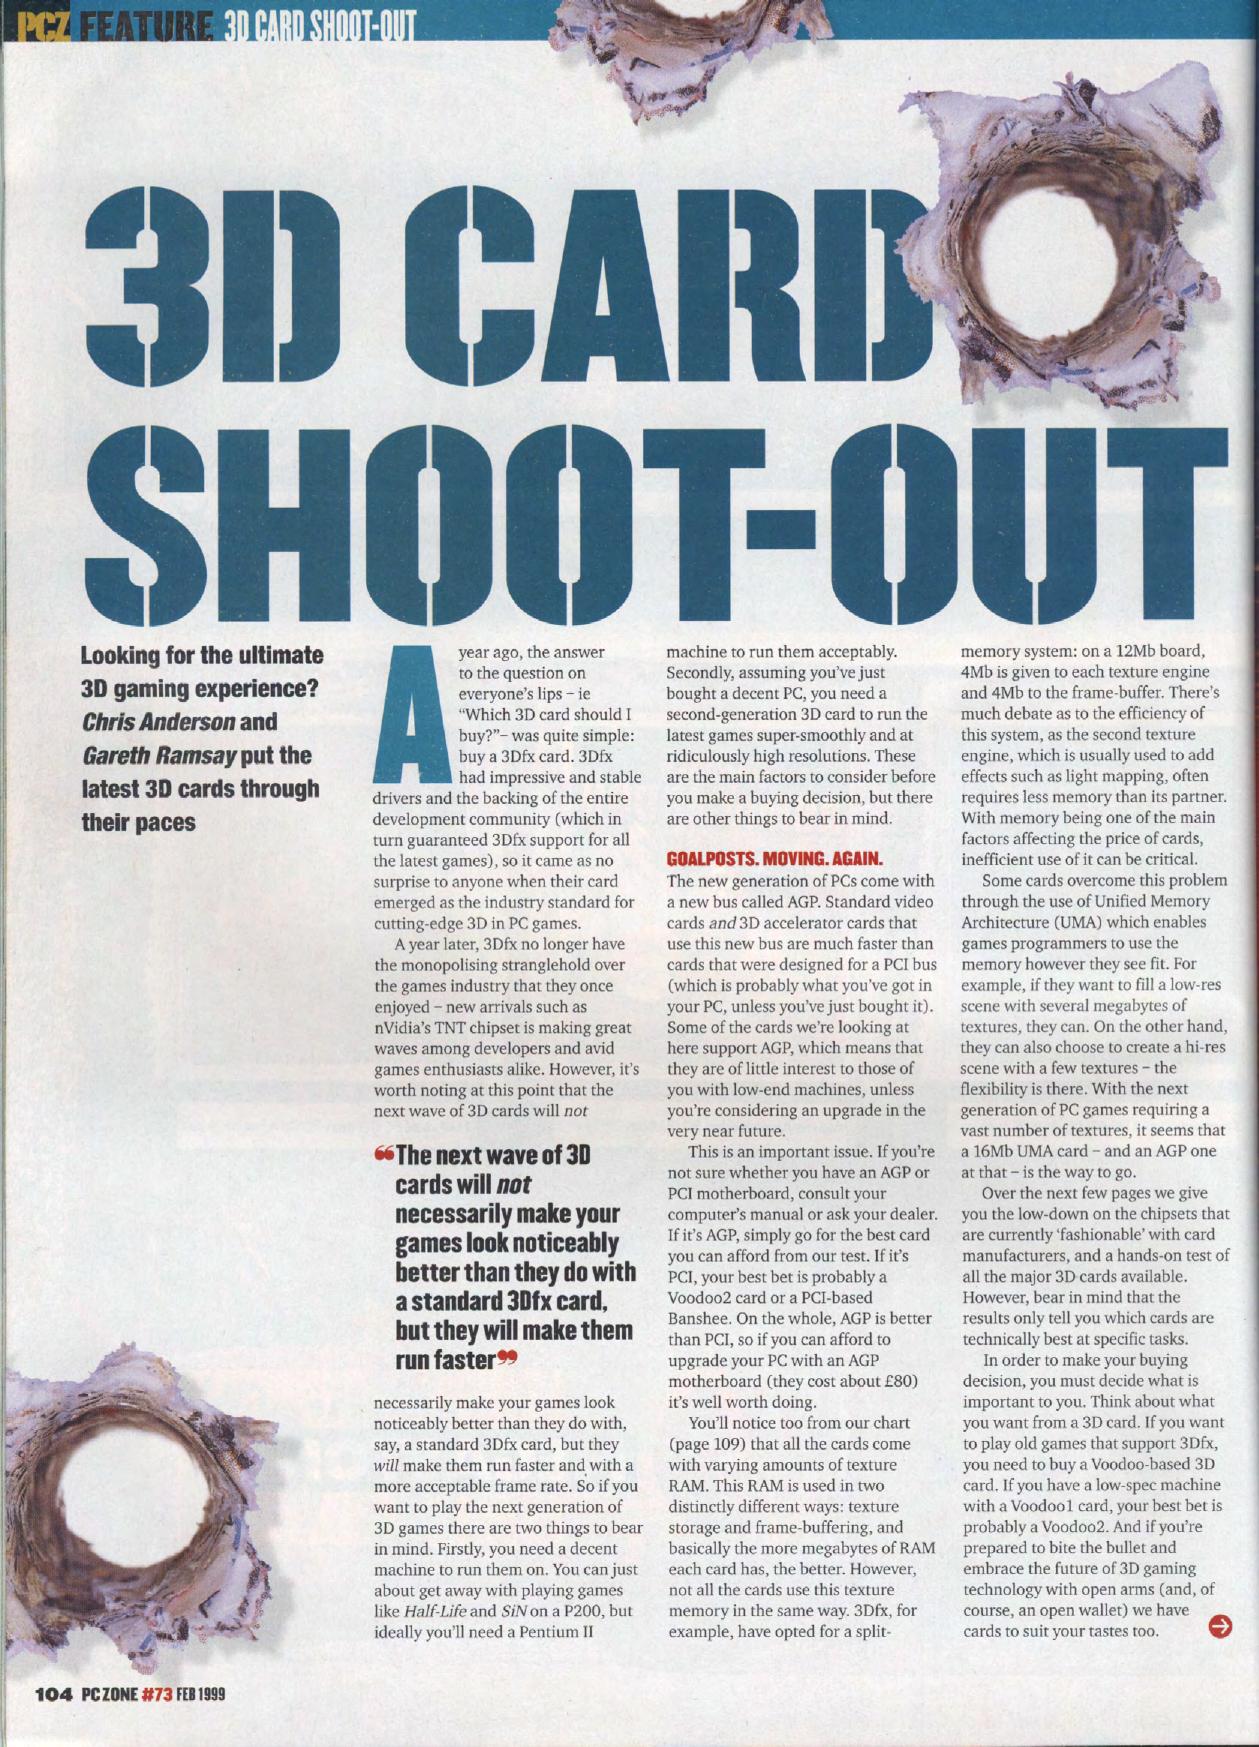 PCZ FEATURE 3D CARD SHOOT-OUT
3D CARD
SHOOT-OUT
Looking for the ultimate
3D gaming experience?
Chris Anderson and
Gareth Ramsay put the
latest 3D cards through
their paces
A year ago, the answer
to the question on
everyone's lips – ie
"Which 3D card should I
buy?"– was quite simple:
buy a 3Dfx card. 3Dfx
had impressive and stable
drivers and the backing of the entire
development community (which in
turn guaranteed 3Dfx support for all
the latest games), so it came as no
surprise to anyone when their card
emerged as the industry standard for
cutting-edge 3D in PC games.
A year later, 3Dfx no longer have
the monopolising stranglehold over
the games industry that they once
enjoyed – new arrivals such as
nVidia's TNT chipset is making great
waves among developers and avid
games enthusiasts alike. However, it's
worth noting at this point that the
next wave of 3D cards will not
“The next wave of 3D
cards will not
necessarily make your
games look noticeably
better than they do with
a standard 3Dfx card,
but they will make them
run faster”
necessarily make your games look
noticeably better than they do with,
say, a standard 3Dfx card, but they
will make them run faster and with a
more acceptable frame rate. So if you
want to play the next generation of
3D games there are two things to bear
in mind. Firstly, you need a decent
machine to run them on. You can just
about get away with playing games
like Half-Life and SiN on a P200, but
ideally you'll need a Pentium II
machine to run them acceptably.
Secondly, assuming you've just
bought a decent PC, you need a
second-generation 3D card to run the
latest games super-smoothly and at
ridiculously high resolutions. These
are the main factors to consider before
you make a buying decision, but there
are other things to bear in mind.
GOALPOSTS. MOVING. AGAIN.
The new generation of PCs come with
a new bus called AGP. Standard video
cards and 3D accelerator cards that
use this new bus are much faster than
cards that were designed for a PCI bus
(which is probably what you've got in
your PC, unless you've just bought it).
Some of the cards we're looking at
here support AGP, which means that
they are of little interest to those of
you with low-end machines, unless
you're considering an upgrade in the
very near future.
This is an important issue. If you're
not sure whether you have an AGP or
PCI motherboard, consult your
computer's manual or ask your dealer.
If it's AGP, simply go for the best card
you can afford from our test. If it's
PCI, your best bet is probably a
Voodoo2 card or a PCI-based
Banshee. On the whole, AGP is better
than PCI, so if you can afford to
upgrade your PC with an AGP
motherboard (they cost about £80)
it's well worth doing.
You'll notice too from our chart
(page 109) that all the cards come
with varying amounts of texture
RAM. This RAM is used in two
distinctly different ways: texture
storage and frame-buffering, and
basically the more megabytes of RAM
each card has, the better. However,
not all the cards use this texture
memory in the same way. 3Dfx, for
example, have opted for a split-
memory system: on a 12Mb board,
4Mb is given to each texture engine
and 4Mb to the frame-buffer. There's
much debate as to the efficiency of
this system, as the second texture
engine, which is usually used to add
effects such as light mapping, often
requires less memory than its partner.
With memory being one of the main
factors affecting the price of cards,
inefficient use of it can be critical.
Some cards overcome this problem
through the use of Unified Memory
Architecture (UMA) which enables
games programmers to use the
memory however they see fit. For
example, if they want to fill a low-res
scene with several megabytes of
textures, they can. On the other hand,
they can also choose to create a hi-res
scene with a few textures – the
flexibility is there. With the next
generation of PC games requiring a
vast number of textures, it seems that
a 16Mb UMA card – and an AGP one
at that – is the way to go.
Over the next few pages we give
you the low-down on the chipsets that
are currently 'fashionable' with card
manufacturers, and a hands-on test of
all the major 3D cards available.
However, bear in mind that the
results only tell you which cards are
technically best at specific tasks.
In order to make your buying
decision, you must decide what is
important to you. Think about what
you want from a 3D card. If you want
to play old games that support 3Dfx,
you need to buy a Voodoo-based 3D
card. If you have a low-spec machine
with a Voodoo1 card, your best bet is
probably a Voodoo2. And if you're
prepared to bite the bullet and
embrace the future of 3D gaming
technology with open arms (and, of
course, an open wallet) we have
cards to suit your tastes too.
104 PC ZONE #73 FEB 1999